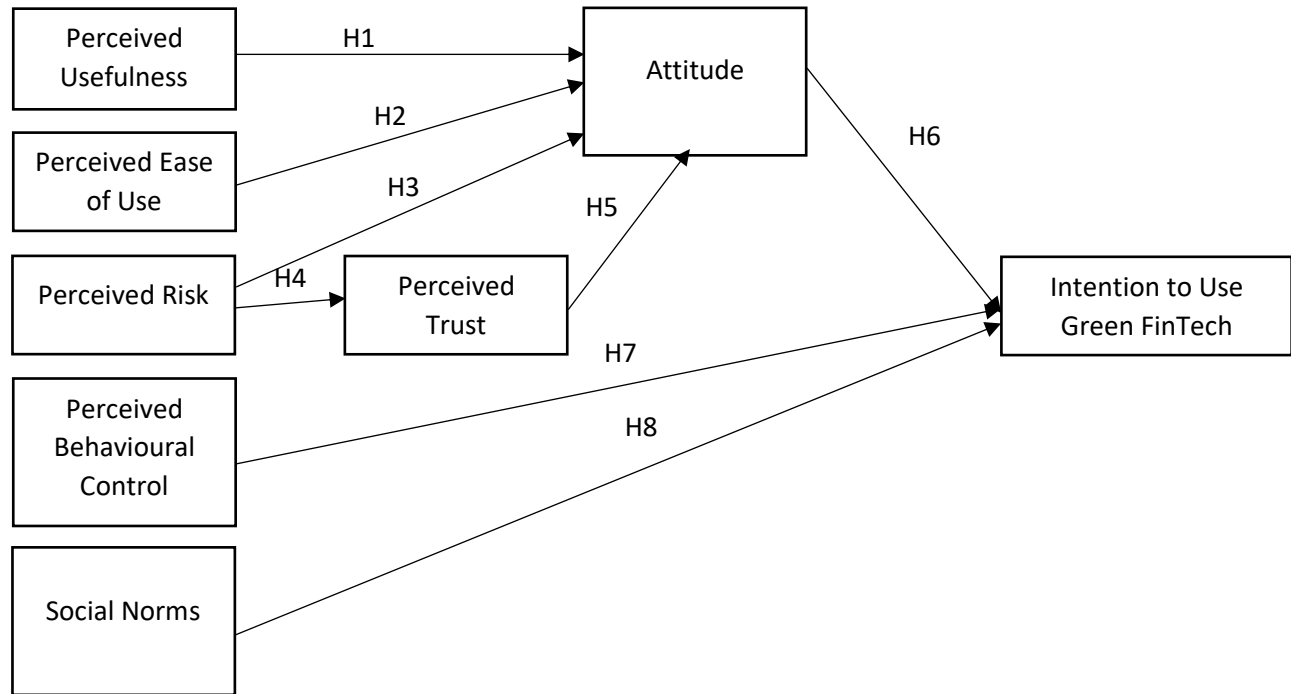 Perceived
Usefulness
H1
Attitude
H2
Perceived Ease
of Use
H3
H6
H5
Perceived Risk
H4
Perceived
Trust
Intention to Use
Green FinTech
H7
Perceived
Behavioural
Control
H8
Social Norms